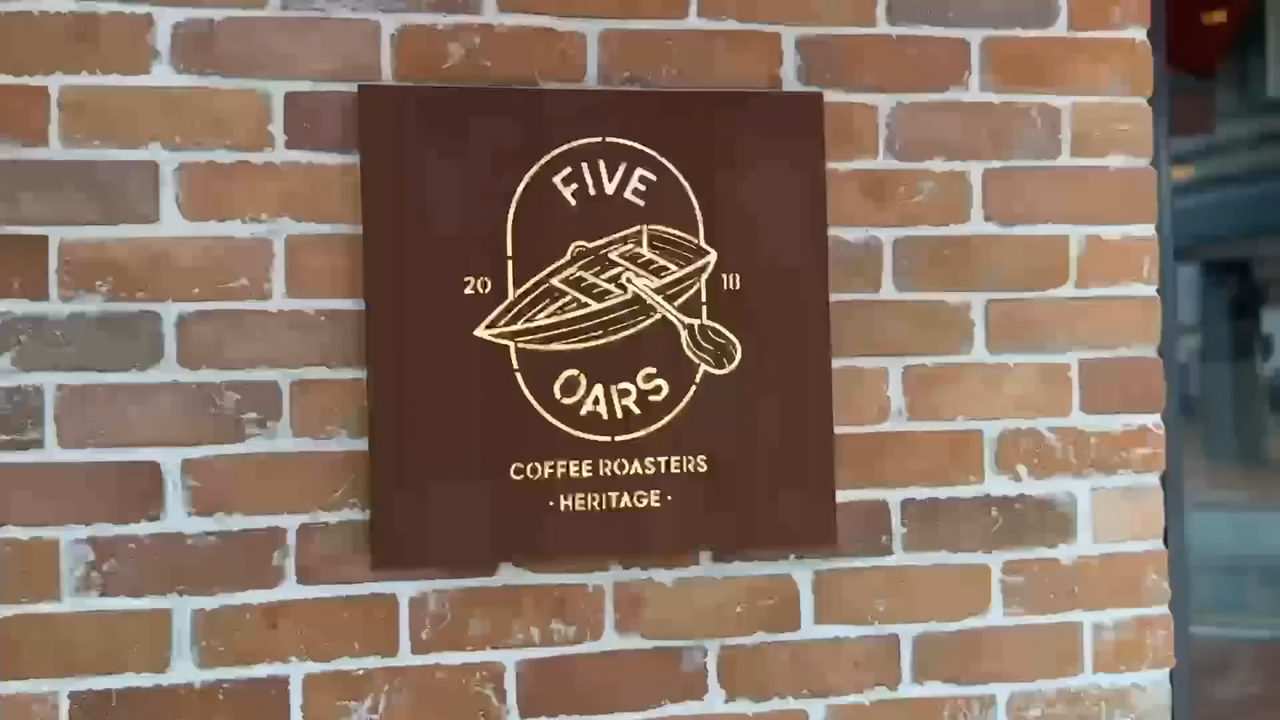 FIVE
20 18
OARS
COFFEE ROASTERS
· HERITAGE ·